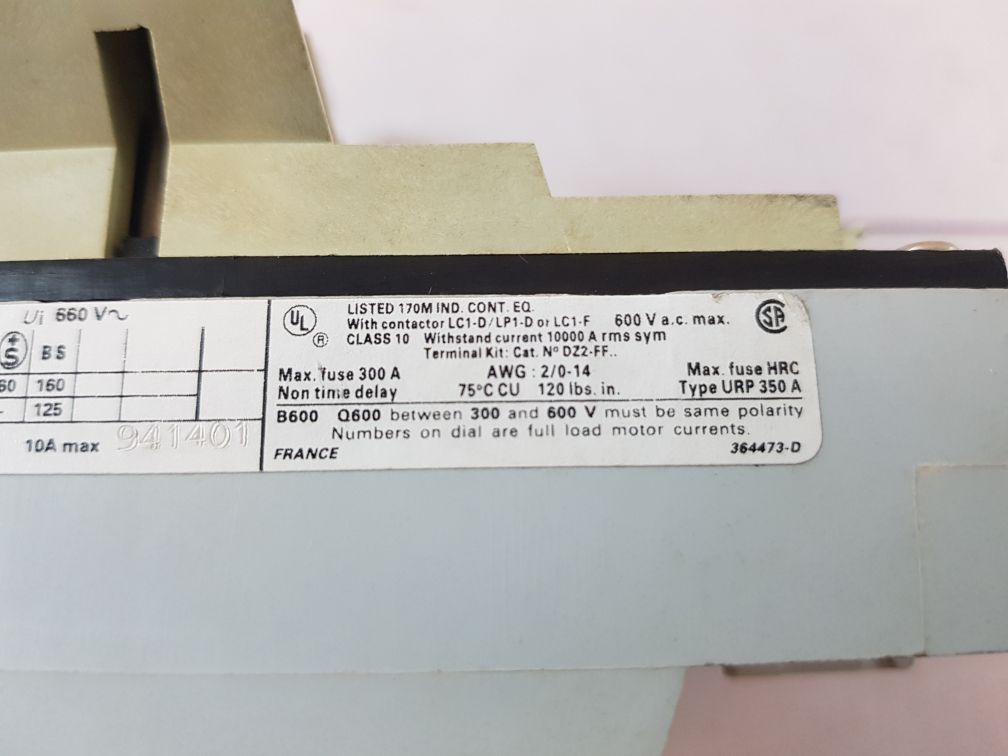 Ui 660 V~
S BS
60 160
- 125
10A max 941401
UL ®
LISTED 170M IND. CONT. EQ.
With contactor LC1-D/LP1-D or LC1-F 600 V a.c. max.
CLASS 10 Withstand current 10000 A rms sym
Terminal Kit: Cat. Nº DZ2-FF..
SA
Max. fuse 300 A AWG : 2/0-14 Max. fuse HRC
Non time delay 75°C CU 120 lbs. in. Type URP 350 A
B600 Q600 between 300 and 600 V must be same polarity
Numbers on dial are full load motor currents.
FRANCE 364473-D